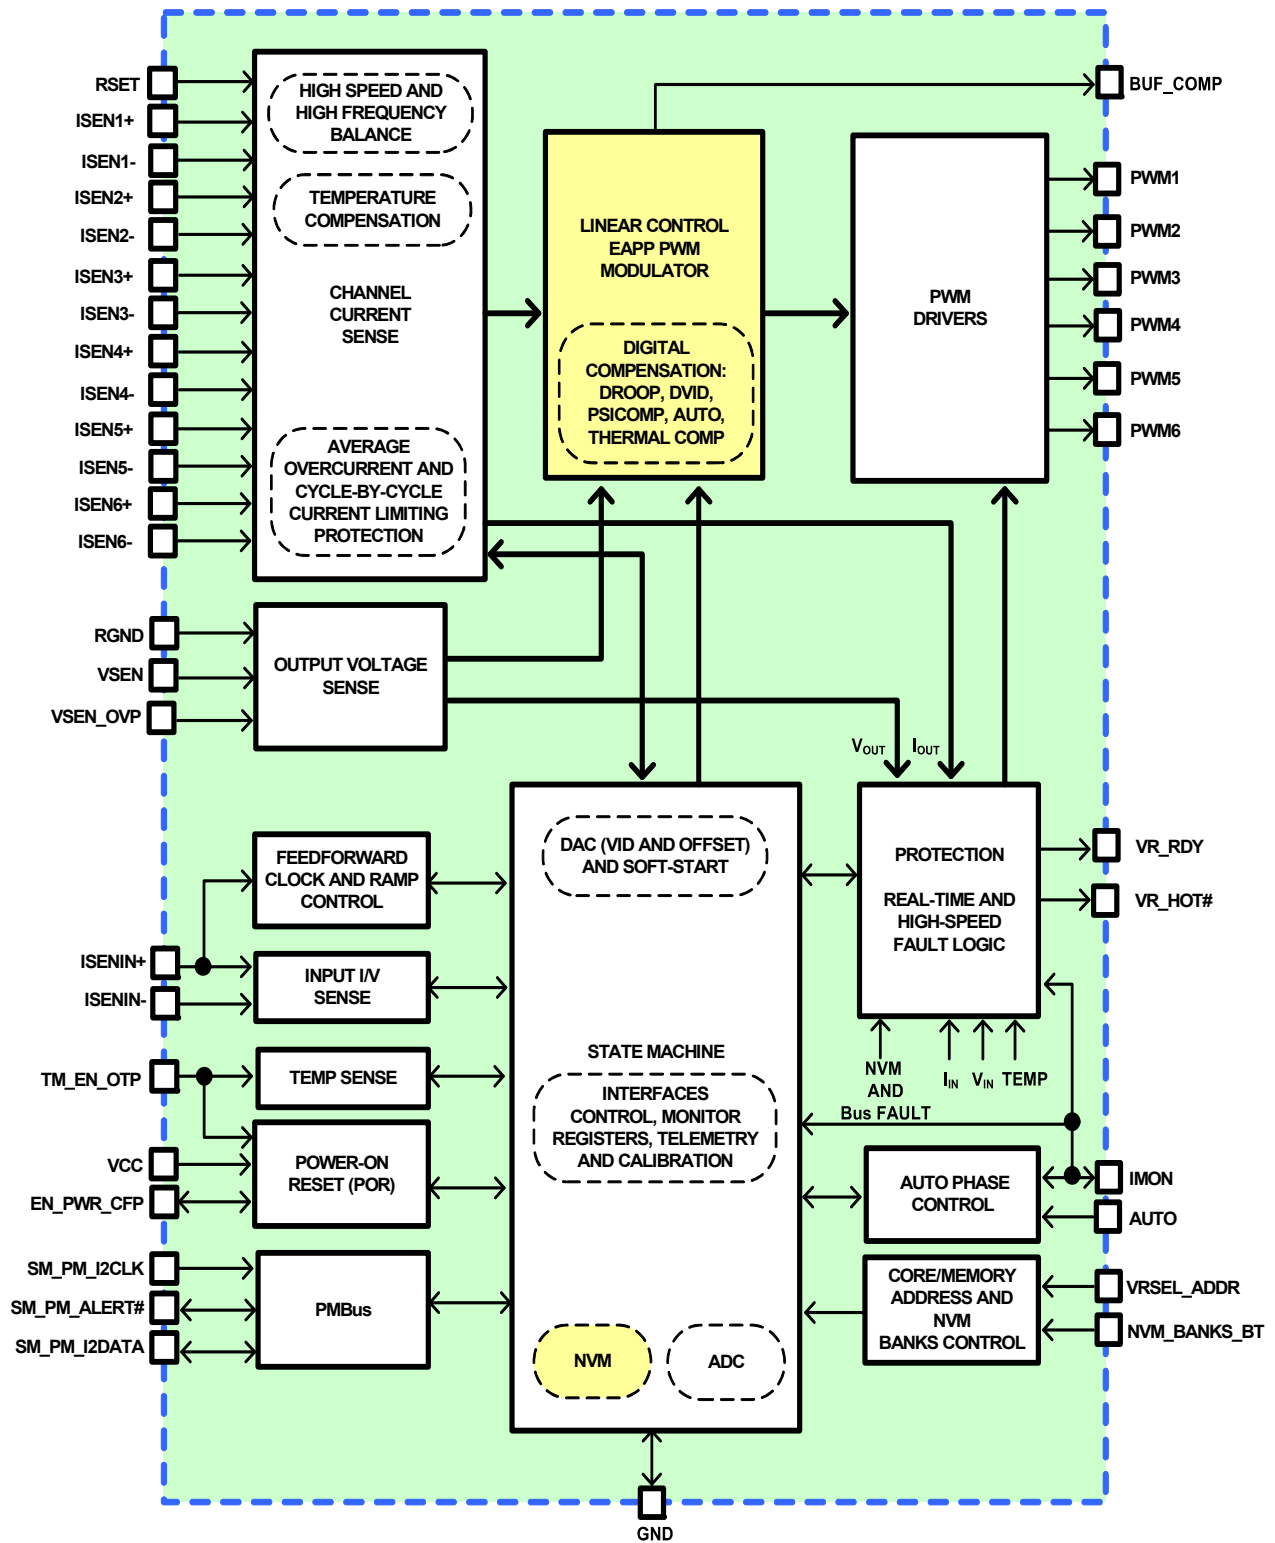 RSET
ISEN1+
ISEN1-
ISEN2+
ISEN2-
ISEN3+
ISEN3-
ISEN4+
ISEN4-
ISEN5+
ISEN5-
ISEN6+
ISEN6-
RGND
VSEN
VSEN_OVP
ISENIN+
ISENIN-
TM_EN_OTP
VCC
EN_PWR_CFP
SM_PM_I2CLK
SM_PM_ALERT#
SM_PM_I2DATA
HIGH SPEED AND
HIGH FREQUENCY
BALANCE
TEMPERATURE
COMPENSATION
CHANNEL
CURRENT
SENSE
AVERAGE
OVERCURRENT AND
CYCLE-BY-CYCLE
CURRENT LIMITING
PROTECTION
OUTPUT VOLTAGE
SENSE
FEEDFORWARD
CLOCK AND RAMP
CONTROL
INPUT I/V
SENSE
TEMP SENSE
POWER-ON
RESET (POR)
PMBus
LINEAR CONTROL
EAPP PWM
MODULATOR
DIGITAL
COMPENSATION:
DROOP, DVID,
PSICOMP, AUTO,
THERMAL COMP
DAC (VID AND OFFSET)
AND SOFT-START
STATE MACHINE
INTERFACES
CONTROL, MONITOR
REGISTERS, TELEMETRY
AND CALIBRATION
NVM
ADC
GND
PWM
DRIVERS
VOUT
IOUT
PROTECTION
REAL-TIME AND
HIGH-SPEED
FAULT LOGIC
NVM
AND
Bus FAULT
IIN
VIN
TEMP
AUTO PHASE
CONTROL
CORE/MEMORY
ADDRESS AND
NVM
BANKS CONTROL
BUF_COMP
PWM1
PWM2
PWM3
PWM4
PWM5
PWM6
VR_RDY
VR_HOT#
IMON
AUTO
VRSEL_ADDR
NVM_BANKS_BT